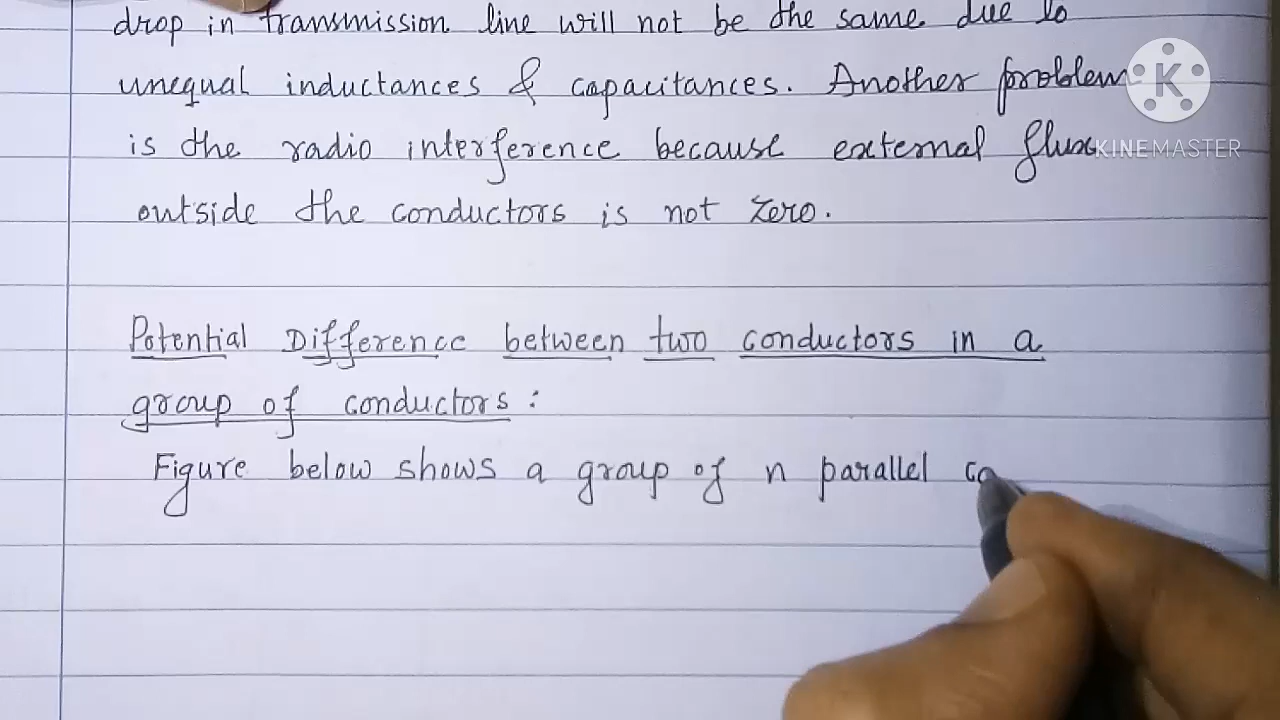 drop in transmission line will not be the same due to
unequal inductances & capacitances. Another problem
is the radio interference because external flux
outside the conductors is not zero.
Potential Difference between two conductors in a
group of conductors:
Figure below shows a group of n parallel co
K
KINEMASTER